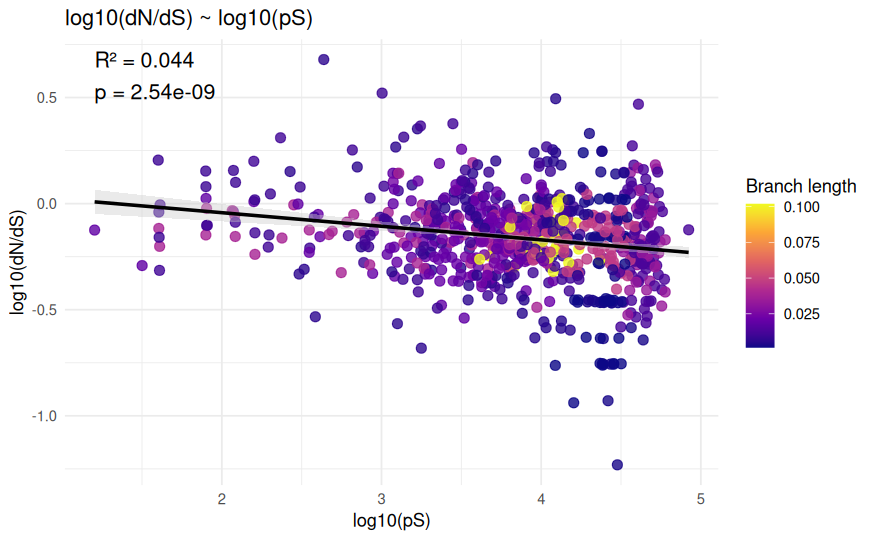 log10(dN/dS) ~ log10(pS)
R² = 0.044
p = 2.54e-09
0.5
0.0
-0.5
-1.0
log10(dN/dS)
2
3
4
5
log10(pS)
Branch length
0.100
0.075
0.050
0.025